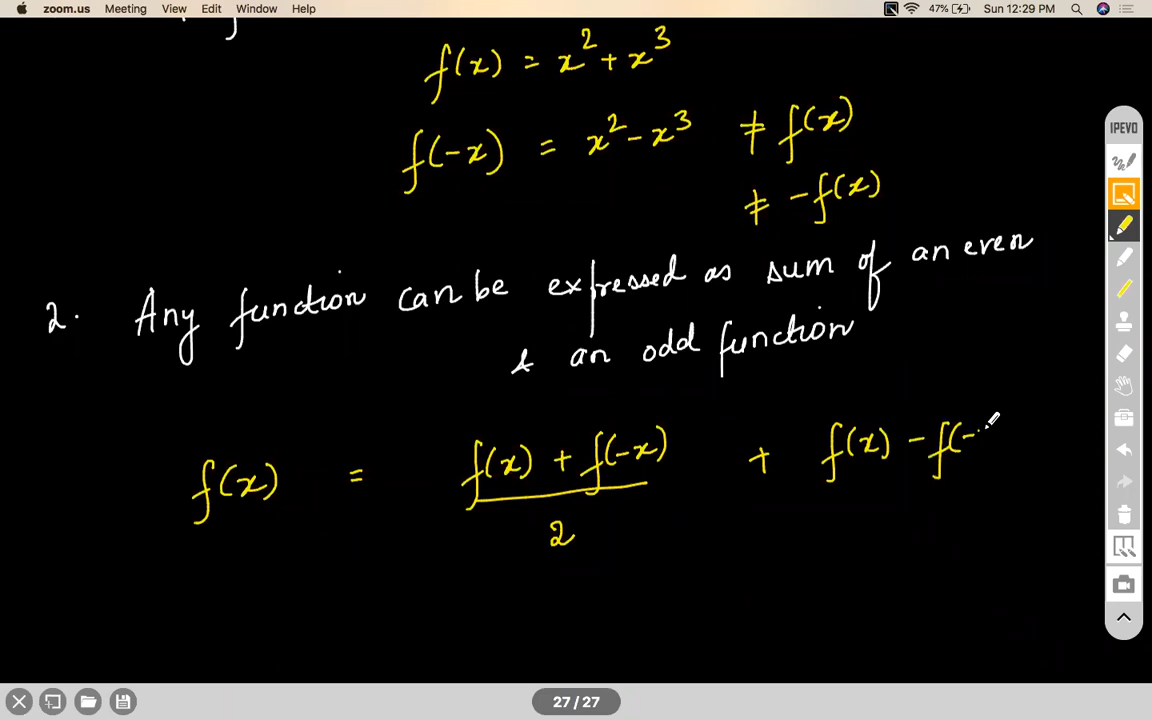 zoom.us Meeting View Edit Window Help 47% Sun 12:29 PM
f(x) = x² + x³
f(-x) = x² - x³ ≠ f(x)
≠ -f(x)
IPEVO
2. Any function can be expressed as sum of an even
& an odd function
f(x) = f(x) + f(-x) + f(x) - f(-
2
27 / 27